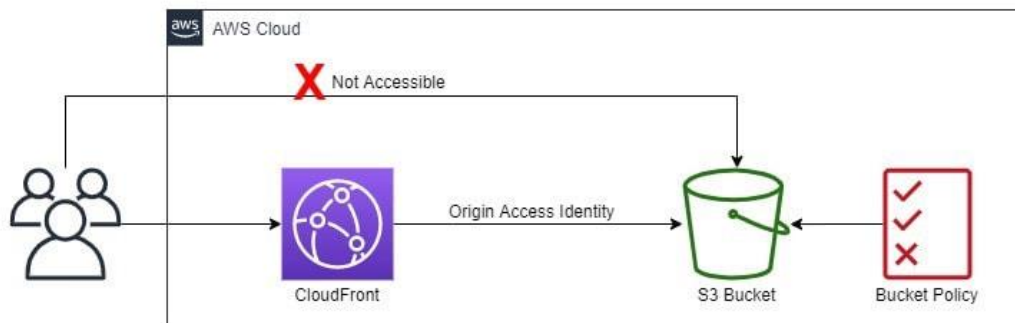 aws AWS Cloud
X Not Accessible
Origin Access Identity
CloudFront
S3 Bucket
Bucket Policy